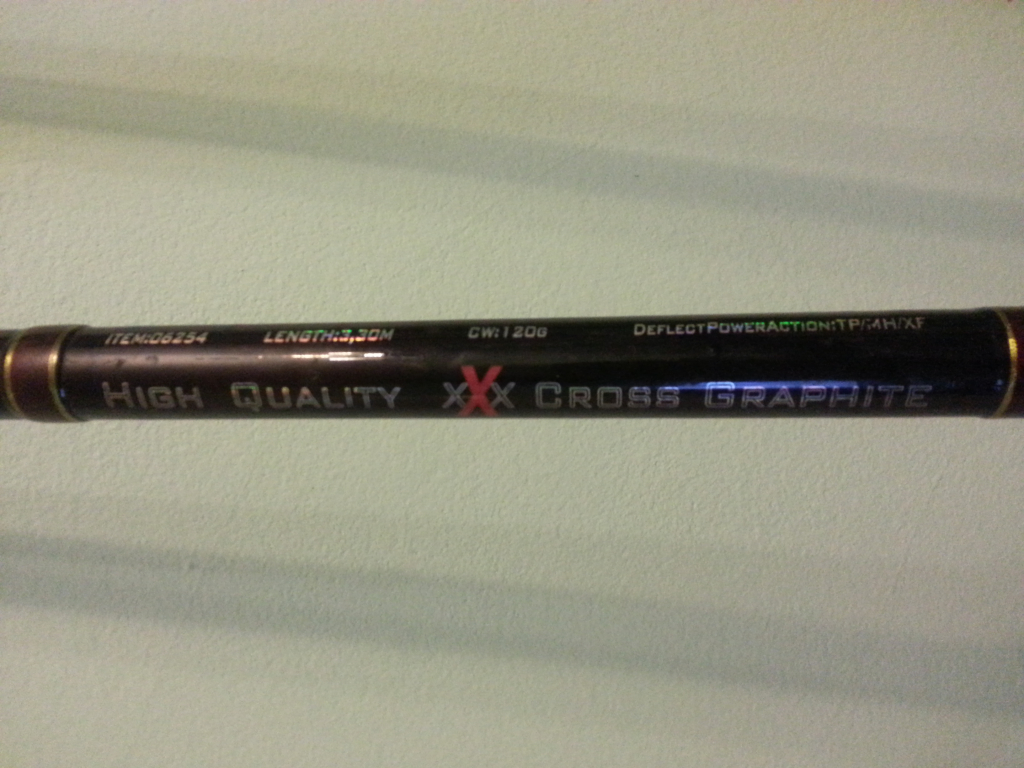 ITEM:06254 LENGTH:3,30M CW:120G DEFLECTPOWERACTION:TP/MH/XF
HIGH QUALITY XXX CROSS GRAPHITE